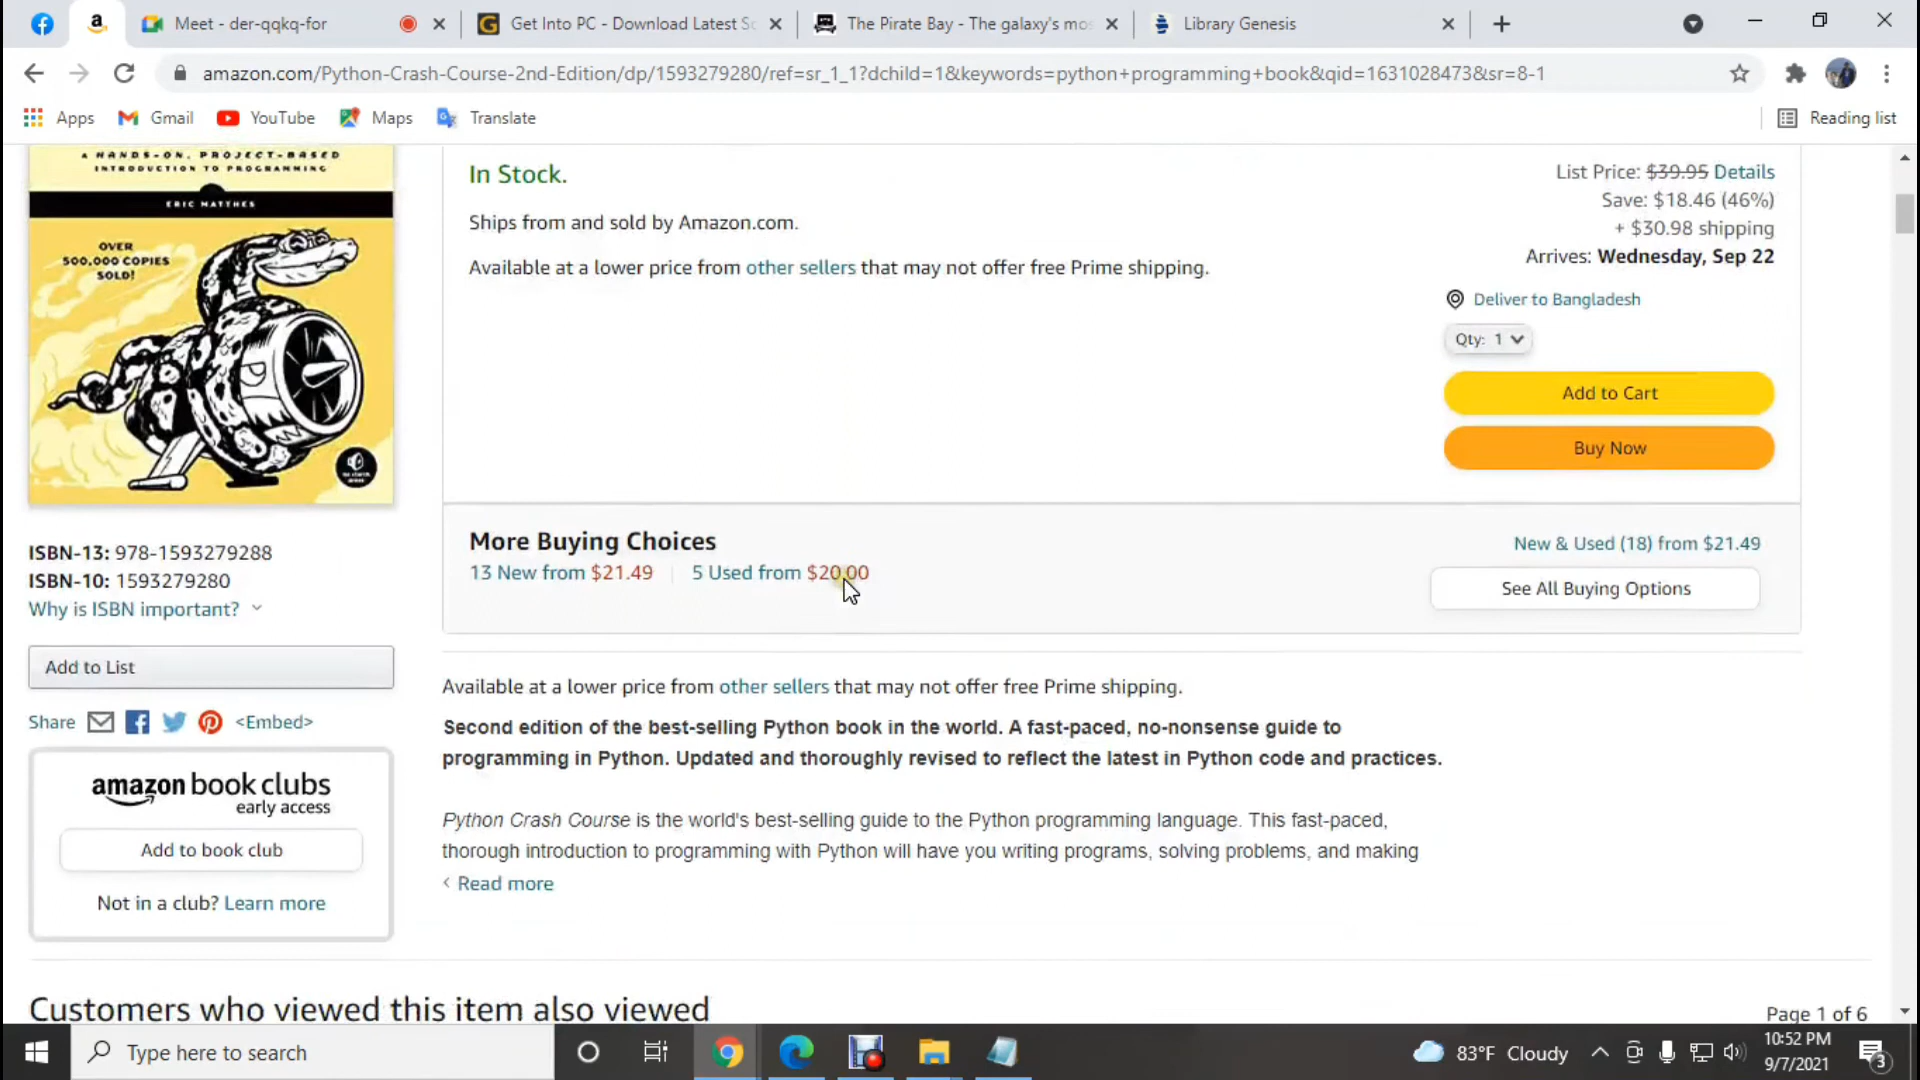 Meet - der-qqkq-for
Get Into PC - Download Latest So
The Pirate Bay - The galaxy's mos
Library Genesis
amazon.com/Python-Crash-Course-2nd-Edition/dp/1593279280/ref=sr_1_1?dchild=1&keywords=python+programming+book&qid=1631028473&sr=8-1
Apps
Gmail
YouTube
Maps
Translate
Reading list
A HANDS-ON, PROJECT-BASED
INTRODUCTION TO PROGRAMMING
ERIC MATTHES
OVER
500,000 COPIES
SOLD!
In Stock.
Ships from and sold by Amazon.com.
Available at a lower price from other sellers that may not offer free Prime shipping.
List Price: $39.95 Details
Save: $18.46 (46%)
+ $30.98 shipping
Arrives: Wednesday, Sep 22
Deliver to Bangladesh
Qty: 1
Add to Cart
Buy Now
More Buying Choices
13 New from $21.49 | 5 Used from $20.00
New & Used (18) from $21.49
See All Buying Options
ISBN-13: 978-1593279288
ISBN-10: 1593279280
Why is ISBN important?
Add to List
Share <Embed>
amazon book clubs
early access
Add to book club
Not in a club? Learn more
Available at a lower price from other sellers that may not offer free Prime shipping.
Second edition of the best-selling Python book in the world. A fast-paced, no-nonsense guide to
programming in Python. Updated and thoroughly revised to reflect the latest in Python code and practices.
Python Crash Course is the world's best-selling guide to the Python programming language. This fast-paced,
thorough introduction to programming with Python will have you writing programs, solving problems, and making
Read more
Customers who viewed this item also viewed
Page 1 of 6
Type here to search
83°F Cloudy
10:52 PM
9/7/2021
3